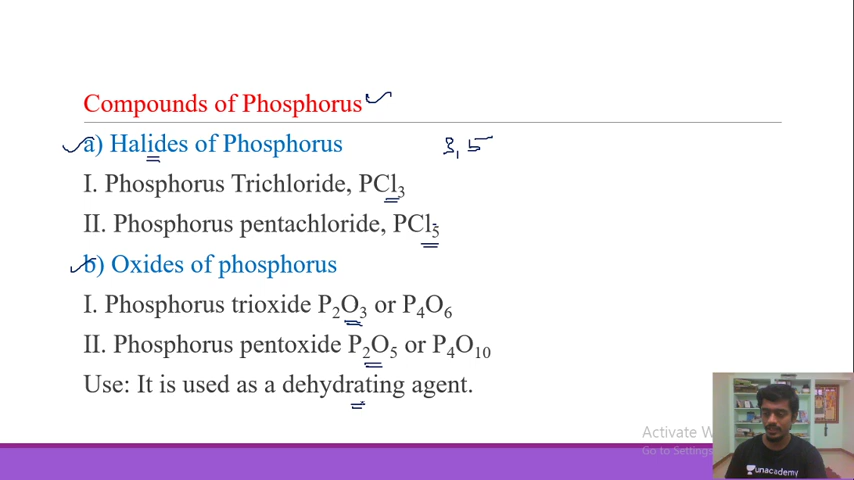 Compounds of Phosphorus
a) Halides of Phosphorus 3, 5
I. Phosphorus Trichloride, PCl₃
II. Phosphorus pentachloride, PCl₅
b) Oxides of phosphorus
I. Phosphorus trioxide P₂O₃ or P₄O₆
II. Phosphorus pentoxide P₂O₅ or P₄O₁₀
Use: It is used as a dehydrating agent.
Activate W
Go to Settings
unacademy